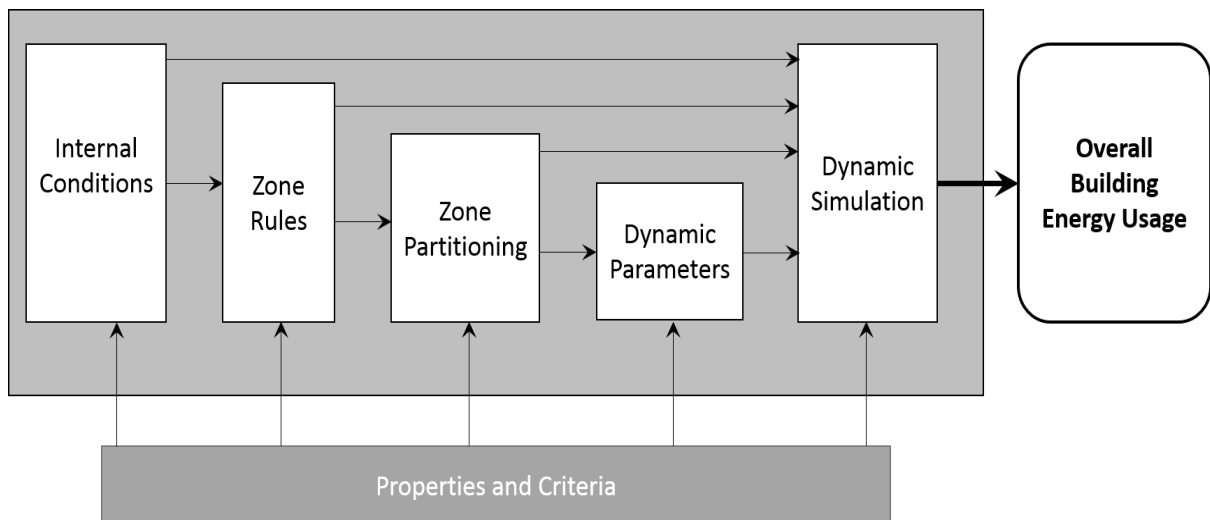 Internal
Conditions
Zone
Rules
Zone
Partitioning
Dynamic
Parameters
Dynamic
Simulation
Overall
Building
Energy Usage
Properties and Criteria